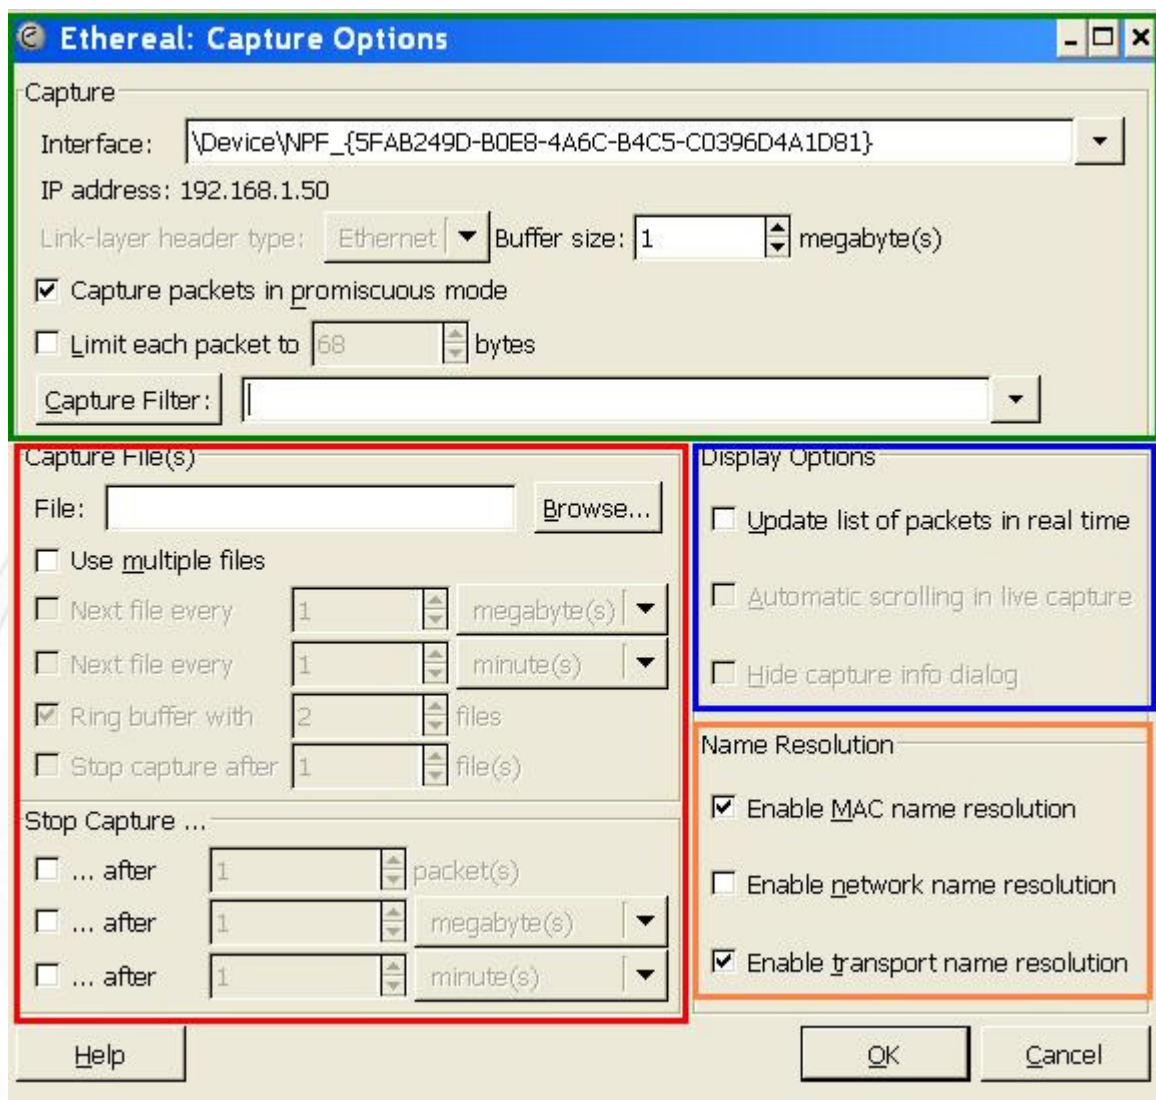 Ethereal: Capture Options
Capture
Interface: \Device\NPF_{5FAB249D-B0E8-4A6C-B4C5-C0396D4A1D81}
IP address: 192.168.1.50
Link-layer header type: Ethernet Buffer size: 1 megabyte(s)
Capture packets in promiscuous mode
Limit each packet to 68 bytes
Capture Filter:
Capture File(s)
File: Browse...
Use multiple files
Next file every 1 megabyte(s)
Next file every 1 minute(s)
Ring buffer with 2 files
Stop capture after 1 file(s)
Stop Capture ...
... after 1 packet(s)
... after 1 megabyte(s)
... after 1 minute(s)
Display Options
Update list of packets in real time
Automatic scrolling in live capture
Hide capture info dialog
Name Resolution
Enable MAC name resolution
Enable network name resolution
Enable transport name resolution
Help OK Cancel